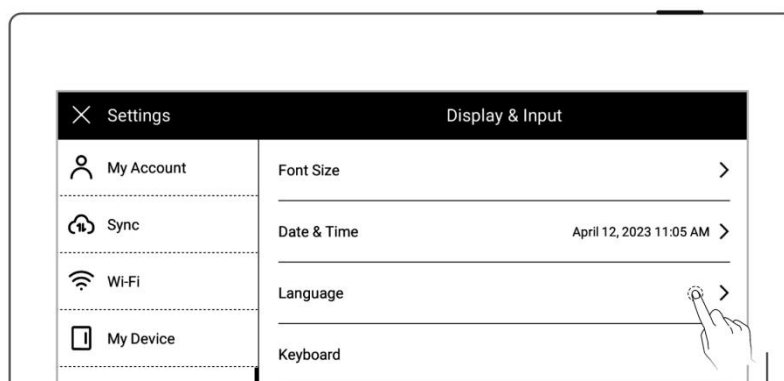 Settings
Display & Input
My Account
Font Size
Sync
Date & Time
April 12, 2023 11:05 AM
Wi-Fi
Language
My Device
Keyboard